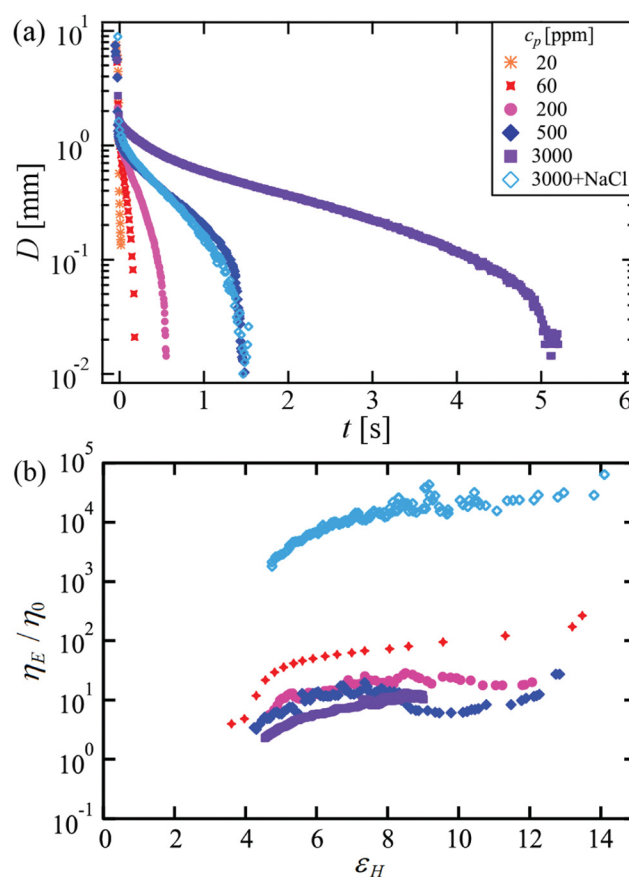 (a)
10¹
10⁰
10⁻¹
10⁻²
D [mm]
0 1 2 3 4 5 6
t [s]
c_p [ppm]
20
60
200
500
3000
3000+NaCl
(b)
10⁵
10⁴
10³
10²
10¹
10⁰
10⁻¹
η_E / η_0
0 2 4 6 8 10 12 14
ε_H